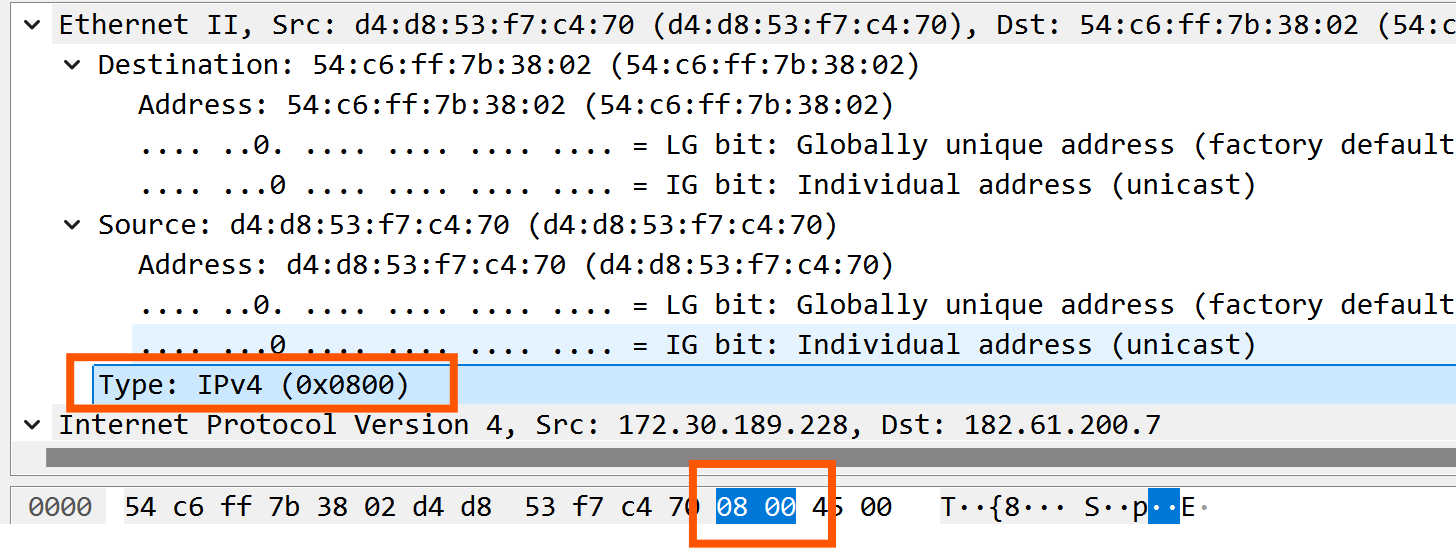 Ethernet II, Src: d4:d8:53:f7:c4:70 (d4:d8:53:f7:c4:70), Dst: 54:c6:ff:7b:38:02 (54:c
Destination: 54:c6:ff:7b:38:02 (54:c6:ff:7b:38:02)
Address: 54:c6:ff:7b:38:02 (54:c6:ff:7b:38:02)
.... ..0. .... .... .... .... = LG bit: Globally unique address (factory default
.... ...0 .... .... .... .... = IG bit: Individual address (unicast)
Source: d4:d8:53:f7:c4:70 (d4:d8:53:f7:c4:70)
Address: d4:d8:53:f7:c4:70 (d4:d8:53:f7:c4:70)
.... ..0. .... .... .... .... = LG bit: Globally unique address (factory default
.... ...0 .... .... .... .... = IG bit: Individual address (unicast)
Type: IPv4 (0x0800)
Internet Protocol Version 4, Src: 172.30.189.228, Dst: 182.61.200.7
0000 54 c6 ff 7b 38 02 d4 d8 53 f7 c4 70 08 00 45 00 T··{8··· S··p··E·